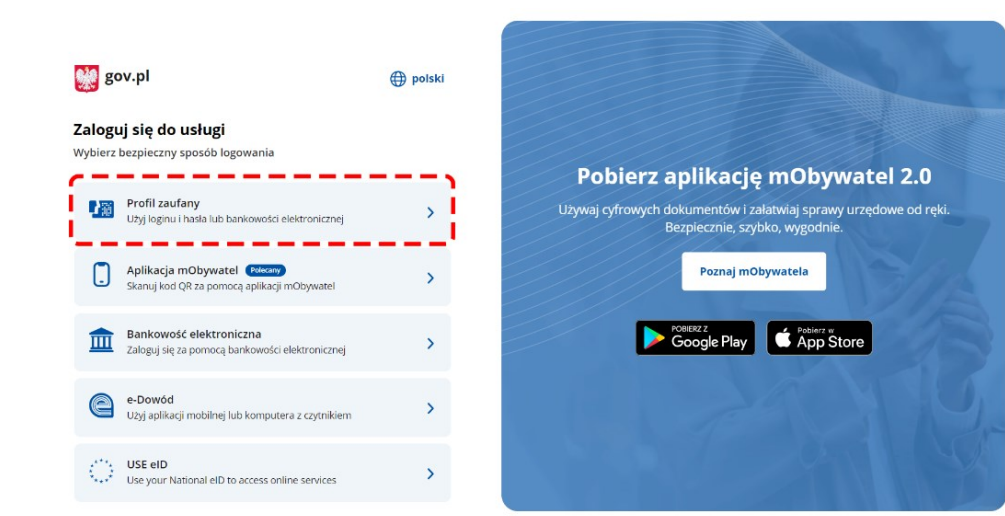 gov.pl
polski
Zaloguj się do usługi
Wybierz bezpieczny sposób logowania
Profil zaufany
Użyj loginu i hasła lub bankowości elektronicznej
Aplikacja mObywatel Polecany
Skanuj kod QR za pomocą aplikacji mObywatel
Bankowość elektroniczna
Zaloguj się za pomocą bankowości elektronicznej
e-Dowód
Użyj aplikacji mobilnej lub komputera z czytnikiem
USE eID
Use your National eID to access online services
Pobierz aplikację mObywatel 2.0
Używaj cyfrowych dokumentów i załatwiaj sprawy urzędowe od ręki.
Bezpiecznie, szybko, wygodnie.
Poznaj mObywatela
POBIERZ Z
Google Play
Pobierz w
App Store